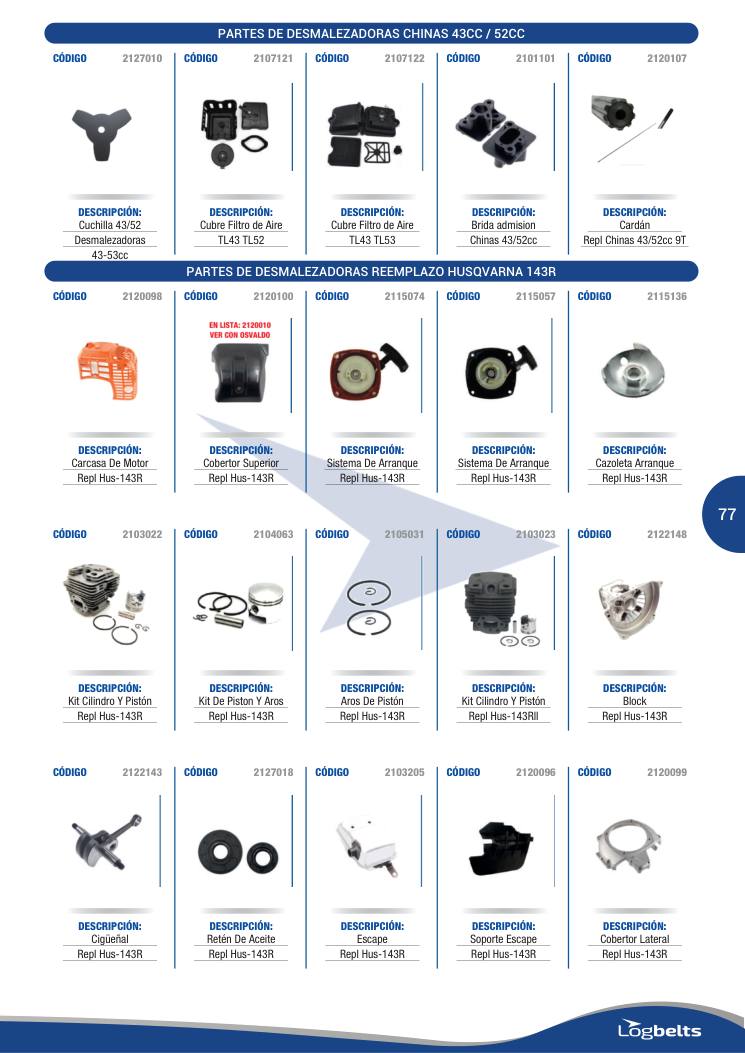 PARTES DE DESMALEZADORAS CHINAS 43CC / 52CC
CÓDIGO 2127010
CÓDIGO 2107121
CÓDIGO 2107122
CÓDIGO 2101101
CÓDIGO 2120107
DESCRIPCIÓN:
Cuchilla 43/52
Desmalezadoras
43-53cc
DESCRIPCIÓN:
Cubre Filtro de Aire
TL43 TL52
DESCRIPCIÓN:
Cubre Filtro de Aire
TL43 TL53
DESCRIPCIÓN:
Brida admision
Chinas 43/52cc
DESCRIPCIÓN:
Cardán
Repl Chinas 43/52cc 9T
PARTES DE DESMALEZADORAS REEMPLAZO HUSQVARNA 143R
CÓDIGO 2120098
CÓDIGO 2120100
CÓDIGO 2115074
CÓDIGO 2115057
CÓDIGO 2115136
EN LISTA: 2120010
VER CON OSVALDO
DESCRIPCIÓN:
Carcasa De Motor
Repl Hus-143R
DESCRIPCIÓN:
Cobertor Superior
Repl Hus-143R
DESCRIPCIÓN:
Sistema De Arranque
Repl Hus-143R
DESCRIPCIÓN:
Sistema De Arranque
Repl Hus-143R
DESCRIPCIÓN:
Cazoleta Arranque
Repl Hus-143R
77
CÓDIGO 2103022
CÓDIGO 2104063
CÓDIGO 2105031
CÓDIGO 2103023
CÓDIGO 2122148
DESCRIPCIÓN:
Kit Cilindro Y Pistón
Repl Hus-143R
DESCRIPCIÓN:
Kit De Piston Y Aros
Repl Hus-143R
DESCRIPCIÓN:
Aros De Pistón
Repl Hus-143R
DESCRIPCIÓN:
Kit Cilindro Y Pistón
Repl Hus-143RII
DESCRIPCIÓN:
Block
Repl Hus-143R
CÓDIGO 2122143
CÓDIGO 2127018
CÓDIGO 2103205
CÓDIGO 2120096
CÓDIGO 2120099
DESCRIPCIÓN:
Cigüeñal
Repl Hus-143R
DESCRIPCIÓN:
Retén De Aceite
Repl Hus-143R
DESCRIPCIÓN:
Escape
Repl Hus-143R
DESCRIPCIÓN:
Soporte Escape
Repl Hus-143R
DESCRIPCIÓN:
Cobertor Lateral
Repl Hus-143R
Logbelts